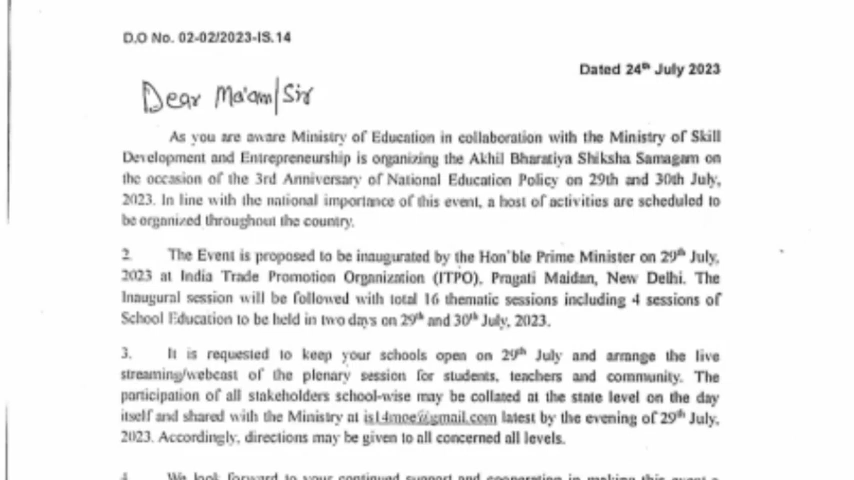 D.O No. 02-02/2023-IS.14
Dated 24th July 2023
Dear Ma'am/Sir
As you are aware Ministry of Education in collaboration with the Ministry of Skill
Development and Entrepreneurship is organizing the Akhil Bharatiya Shiksha Samagam on
the occasion of the 3rd Anniversary of National Education Policy on 29th and 30th July,
2023. In line with the national importance of this event, a host of activities are scheduled to
be organized throughout the country.
2. The Event is proposed to be inaugurated by the Hon'ble Prime Minister on 29th July,
2023 at India Trade Promotion Organization (ITPO), Pragati Maidan, New Delhi. The
Inaugural session will be followed with total 16 thematic sessions including 4 sessions of
School Education to be held in two days on 29th and 30th July, 2023.
3. It is requested to keep your schools open on 29th July and arrange the live
streaming/webcast of the plenary session for students, teachers and community. The
participation of all stakeholders school-wise may be collated at the state level on the day
itself and shared with the Ministry at is14moe@gmail.com latest by the evening of 29th July,
2023. Accordingly, directions may be given to all concerned all levels.
4. We look forward to your continued support and cooperation in making this event a